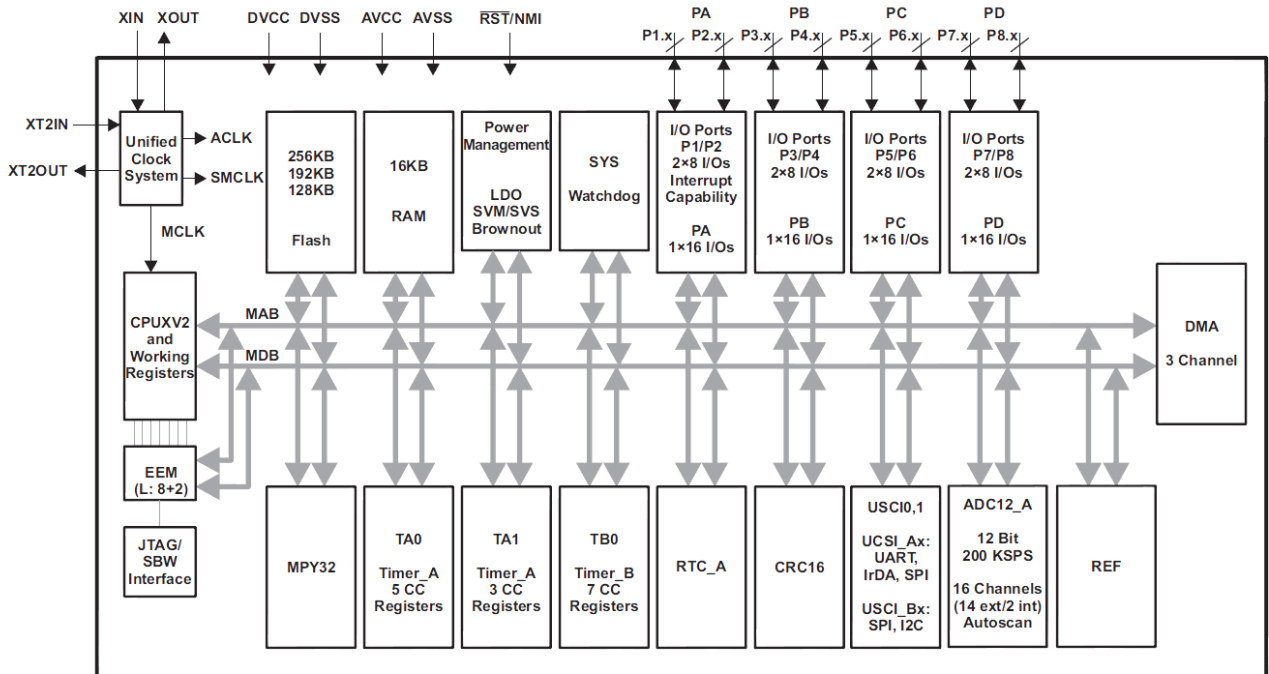 XIN XOUT DVCC DVSS AVCC AVSS RST/NMI
PA PB PC PD
P1.x P2.x P3.x P4.x P5.x P6.x P7.x P8.x
XT2IN
XT2OUT
Unified
Clock
System
ACLK
SMCLK
MCLK
256KB
192KB
128KB
Flash
16KB
RAM
Power
Management
LDO
SVM/SVS
Brownout
SYS
Watchdog
I/O Ports
P1/P2
2×8 I/Os
Interrupt
Capability
PA
1×16 I/Os
I/O Ports
P3/P4
2×8 I/Os
PB
1×16 I/Os
I/O Ports
P5/P6
2×8 I/Os
PC
1×16 I/Os
I/O Ports
P7/P8
2×8 I/Os
PD
1×16 I/Os
CPUXV2
and
Working
Registers
MAB
MDB
DMA
3 Channel
EEM
(L: 8+2)
JTAG/
SBW
Interface
MPY32
TA0
Timer_A
5 CC
Registers
TA1
Timer_A
3 CC
Registers
TB0
Timer_B
7 CC
Registers
RTC_A
CRC16
USCI0,1
UCSI_Ax:
UART,
IrDA, SPI
USCI_Bx:
SPI, I2C
ADC12_A
12 Bit
200 KSPS
16 Channels
(14 ext/2 int)
Autoscan
REF